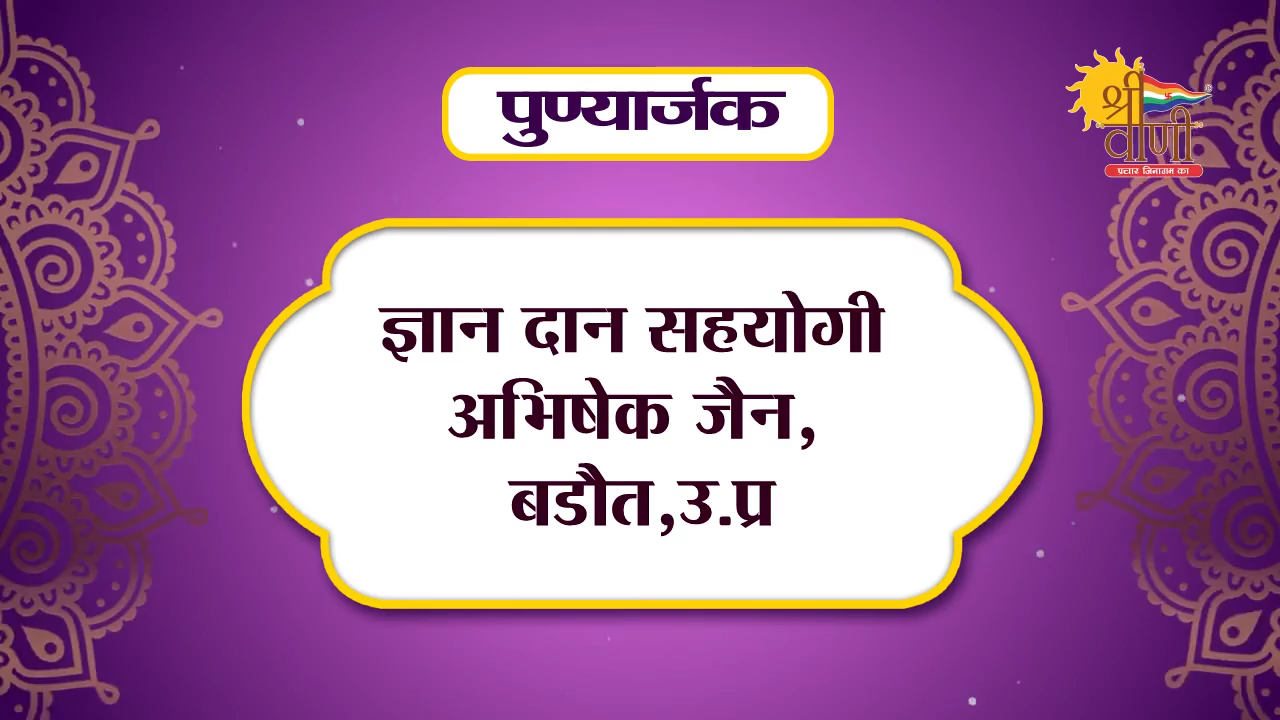 पुण्यार्जक
श्री
वाणी
प्रचार जिनागम का
ज्ञान दान सहयोगी
अभिषेक जैन,
बडौत,उ.प्र